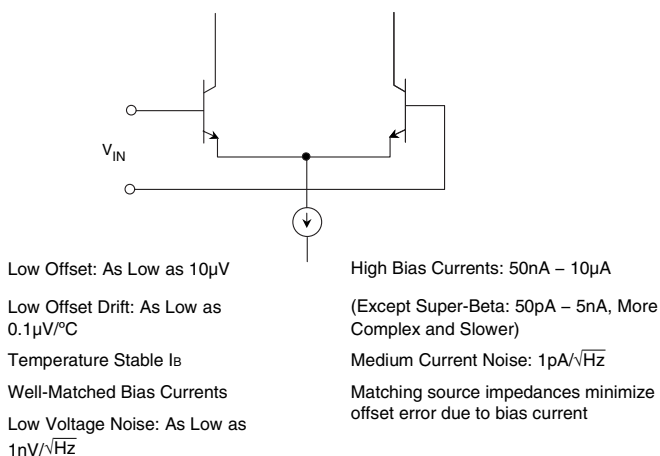 V_IN
Low Offset: As Low as 10µV
Low Offset Drift: As Low as
0.1µV/ºC
Temperature Stable IB
Well-Matched Bias Currents
Low Voltage Noise: As Low as
1nV/√Hz
High Bias Currents: 50nA – 10µA
(Except Super-Beta: 50pA – 5nA, More
Complex and Slower)
Medium Current Noise: 1pA/√Hz
Matching source impedances minimize
offset error due to bias current